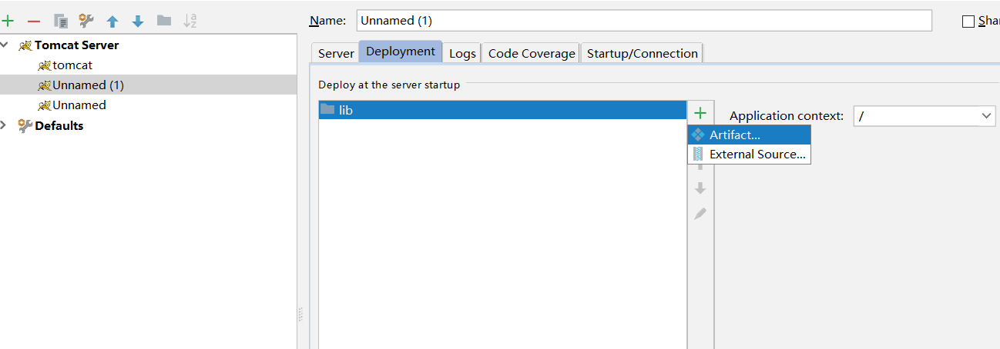 Name: Unnamed (1)
Shar
Tomcat Server
tomcat
Unnamed (1)
Unnamed
Defaults
Server Deployment Logs Code Coverage Startup/Connection
Deploy at the server startup
lib
Application context: /
Artifact...
External Source...